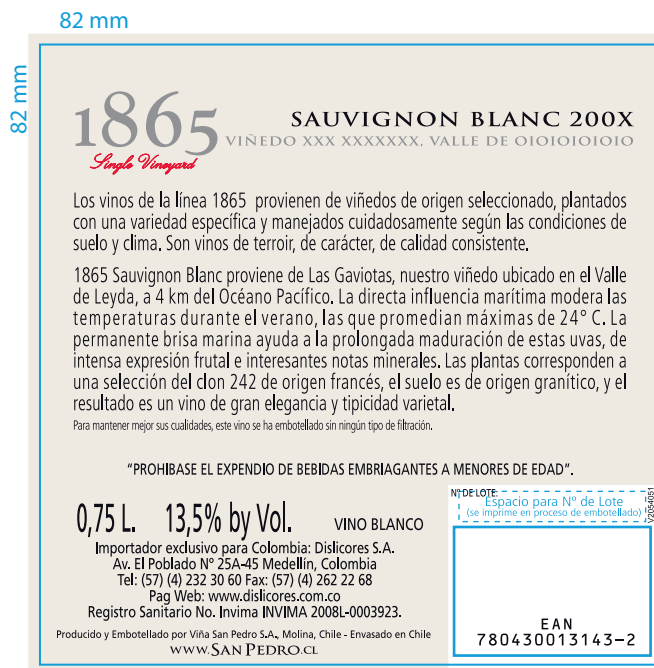 82 mm
82 mm
1865
Single Vineyard
SAUVIGNON BLANC 200X
VIÑEDO XXX XXXXXXX, VALLE DE OIOIOIOIOIO
Los vinos de la línea 1865 provienen de viñedos de origen seleccionado, plantados
con una variedad específica y manejados cuidadosamente según las condiciones de
suelo y clima. Son vinos de terroir, de carácter, de calidad consistente.
1865 Sauvignon Blanc proviene de Las Gaviotas, nuestro viñedo ubicado en el Valle
de Leyda, a 4 km del Océano Pacífico. La directa influencia marítima modera las
temperaturas durante el verano, las que promedian máximas de 24° C. La
permanente brisa marina ayuda a la prolongada maduración de estas uvas, de
intensa expresión frutal e interesantes notas minerales. Las plantas corresponden a
una selección del clon 242 de origen francés, el suelo es de origen granítico, y el
resultado es un vino de gran elegancia y tipicidad varietal.
Para mantener mejor sus cualidades, este vino se ha embotellado sin ningún tipo de filtración.
“PROHIBASE EL EXPENDIO DE BEBIDAS EMBRIAGANTES A MENORES DE EDAD”.
0,75 L. 13,5% by Vol. VINO BLANCO
Importador exclusivo para Colombia: Dislicores S.A.
Av. El Poblado N° 25A-45 Medellín, Colombia
Tel: (57) (4) 232 30 60 Fax: (57) (4) 262 22 68
Pag Web: www.dislicores.com.co
Registro Sanitario No. Invima INVIMA 2008L-0003923.
Producido y Embotellado por Viña San Pedro S.A., Molina, Chile - Envasado en Chile
WWW.SAN PEDRO.CL
N° DE LOTE:
Espacio para Nº de Lote
(se imprime en proceso de embotellado)
V2054051
EAN
780430013143-2